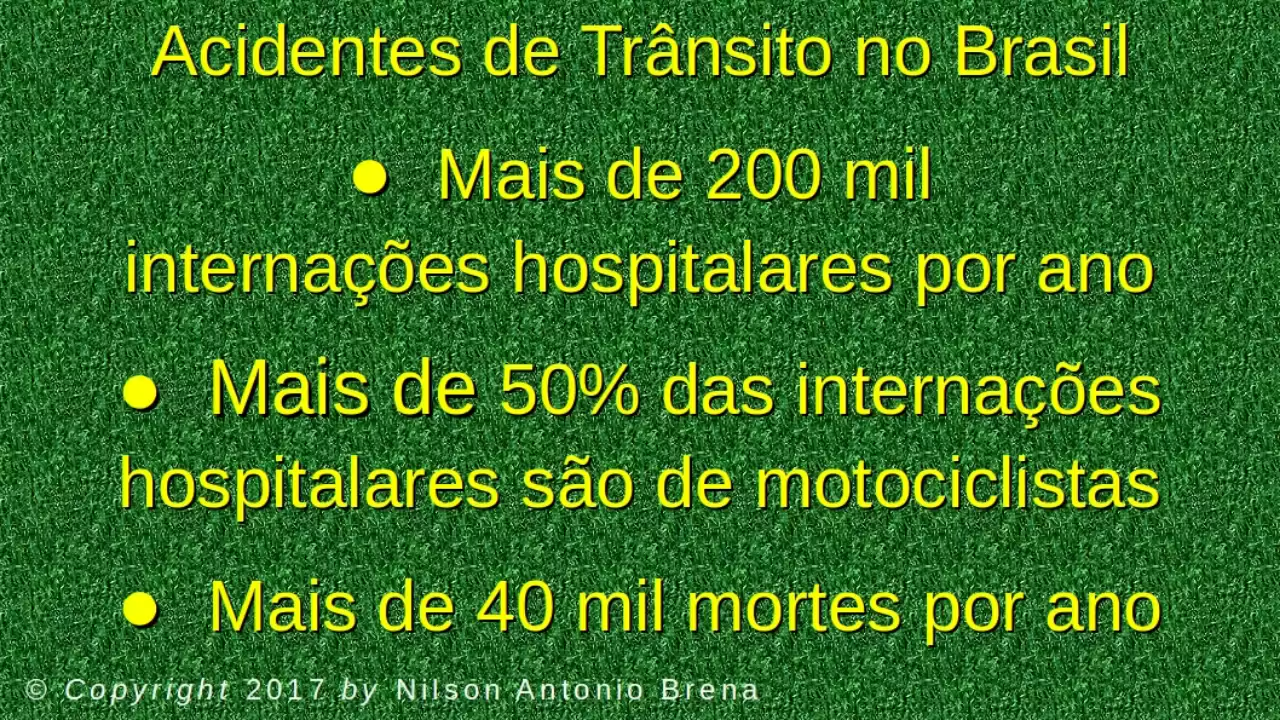 Acidentes de Trânsito no Brasil
● Mais de 200 mil
internações hospitalares por ano
● Mais de 50% das internações
hospitalares são de motociclistas
● Mais de 40 mil mortes por ano
© Copyright 2017 by Nilson Antonio Brena